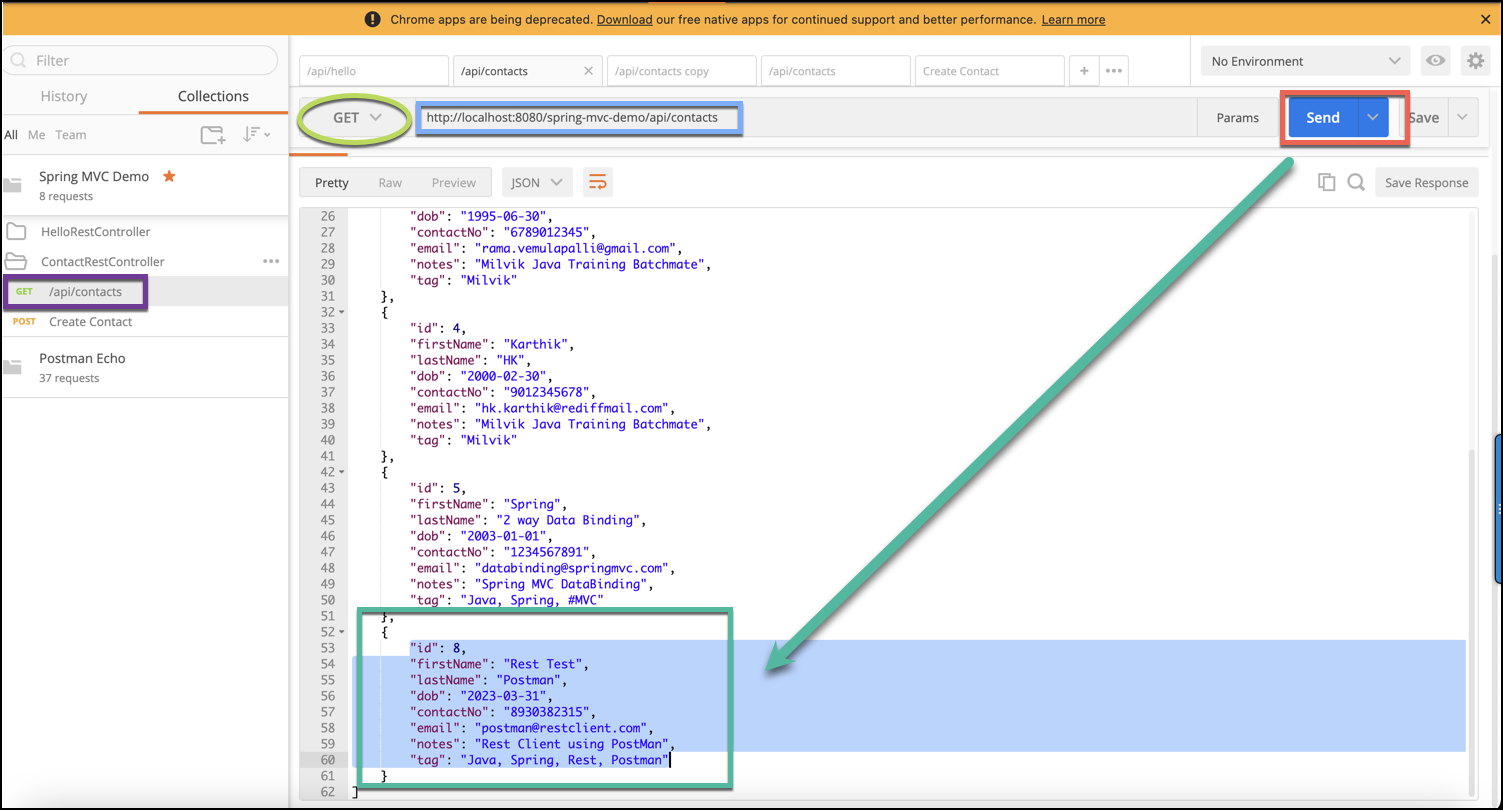 Chrome apps are being deprecated. Download our free native apps for continued support and better performance. Learn more
Filter
History Collections
All Me Team
Spring MVC Demo
8 requests
HelloRestController
ContactRestController
GET /api/contacts
POST Create Contact
Postman Echo
37 requests
/api/hello /api/contacts /api/contacts copy /api/contacts Create Contact
No Environment
GET http://localhost:8080/spring-mvc-demo/api/contacts Params Send Save
Pretty Raw Preview JSON Save Response
26 "dob": "1995-06-30",
27 "contactNo": "6789012345",
28 "email": "rama.vemulapalli@gmail.com",
29 "notes": "Milvik Java Training Batchmate",
30 "tag": "Milvik"
31 },
32 {
33 "id": 4,
34 "firstName": "Karthik",
35 "lastName": "HK",
36 "dob": "2000-02-30",
37 "contactNo": "9012345678",
38 "email": "hk.karthik@rediffmail.com",
39 "notes": "Milvik Java Training Batchmate",
40 "tag": "Milvik"
41 },
42 {
43 "id": 5,
44 "firstName": "Spring",
45 "lastName": "2 way Data Binding",
46 "dob": "2003-01-01",
47 "contactNo": "1234567891",
48 "email": "databinding@springmvc.com",
49 "notes": "Spring MVC DataBinding",
50 "tag": "Java, Spring, #MVC"
51 },
52 {
53 "id": 8,
54 "firstName": "Rest Test",
55 "lastName": "Postman",
56 "dob": "2023-03-31",
57 "contactNo": "8930382315",
58 "email": "postman@restclient.com",
59 "notes": "Rest Client using PostMan",
60 "tag": "Java, Spring, Rest, Postman"
61 }
62 ]